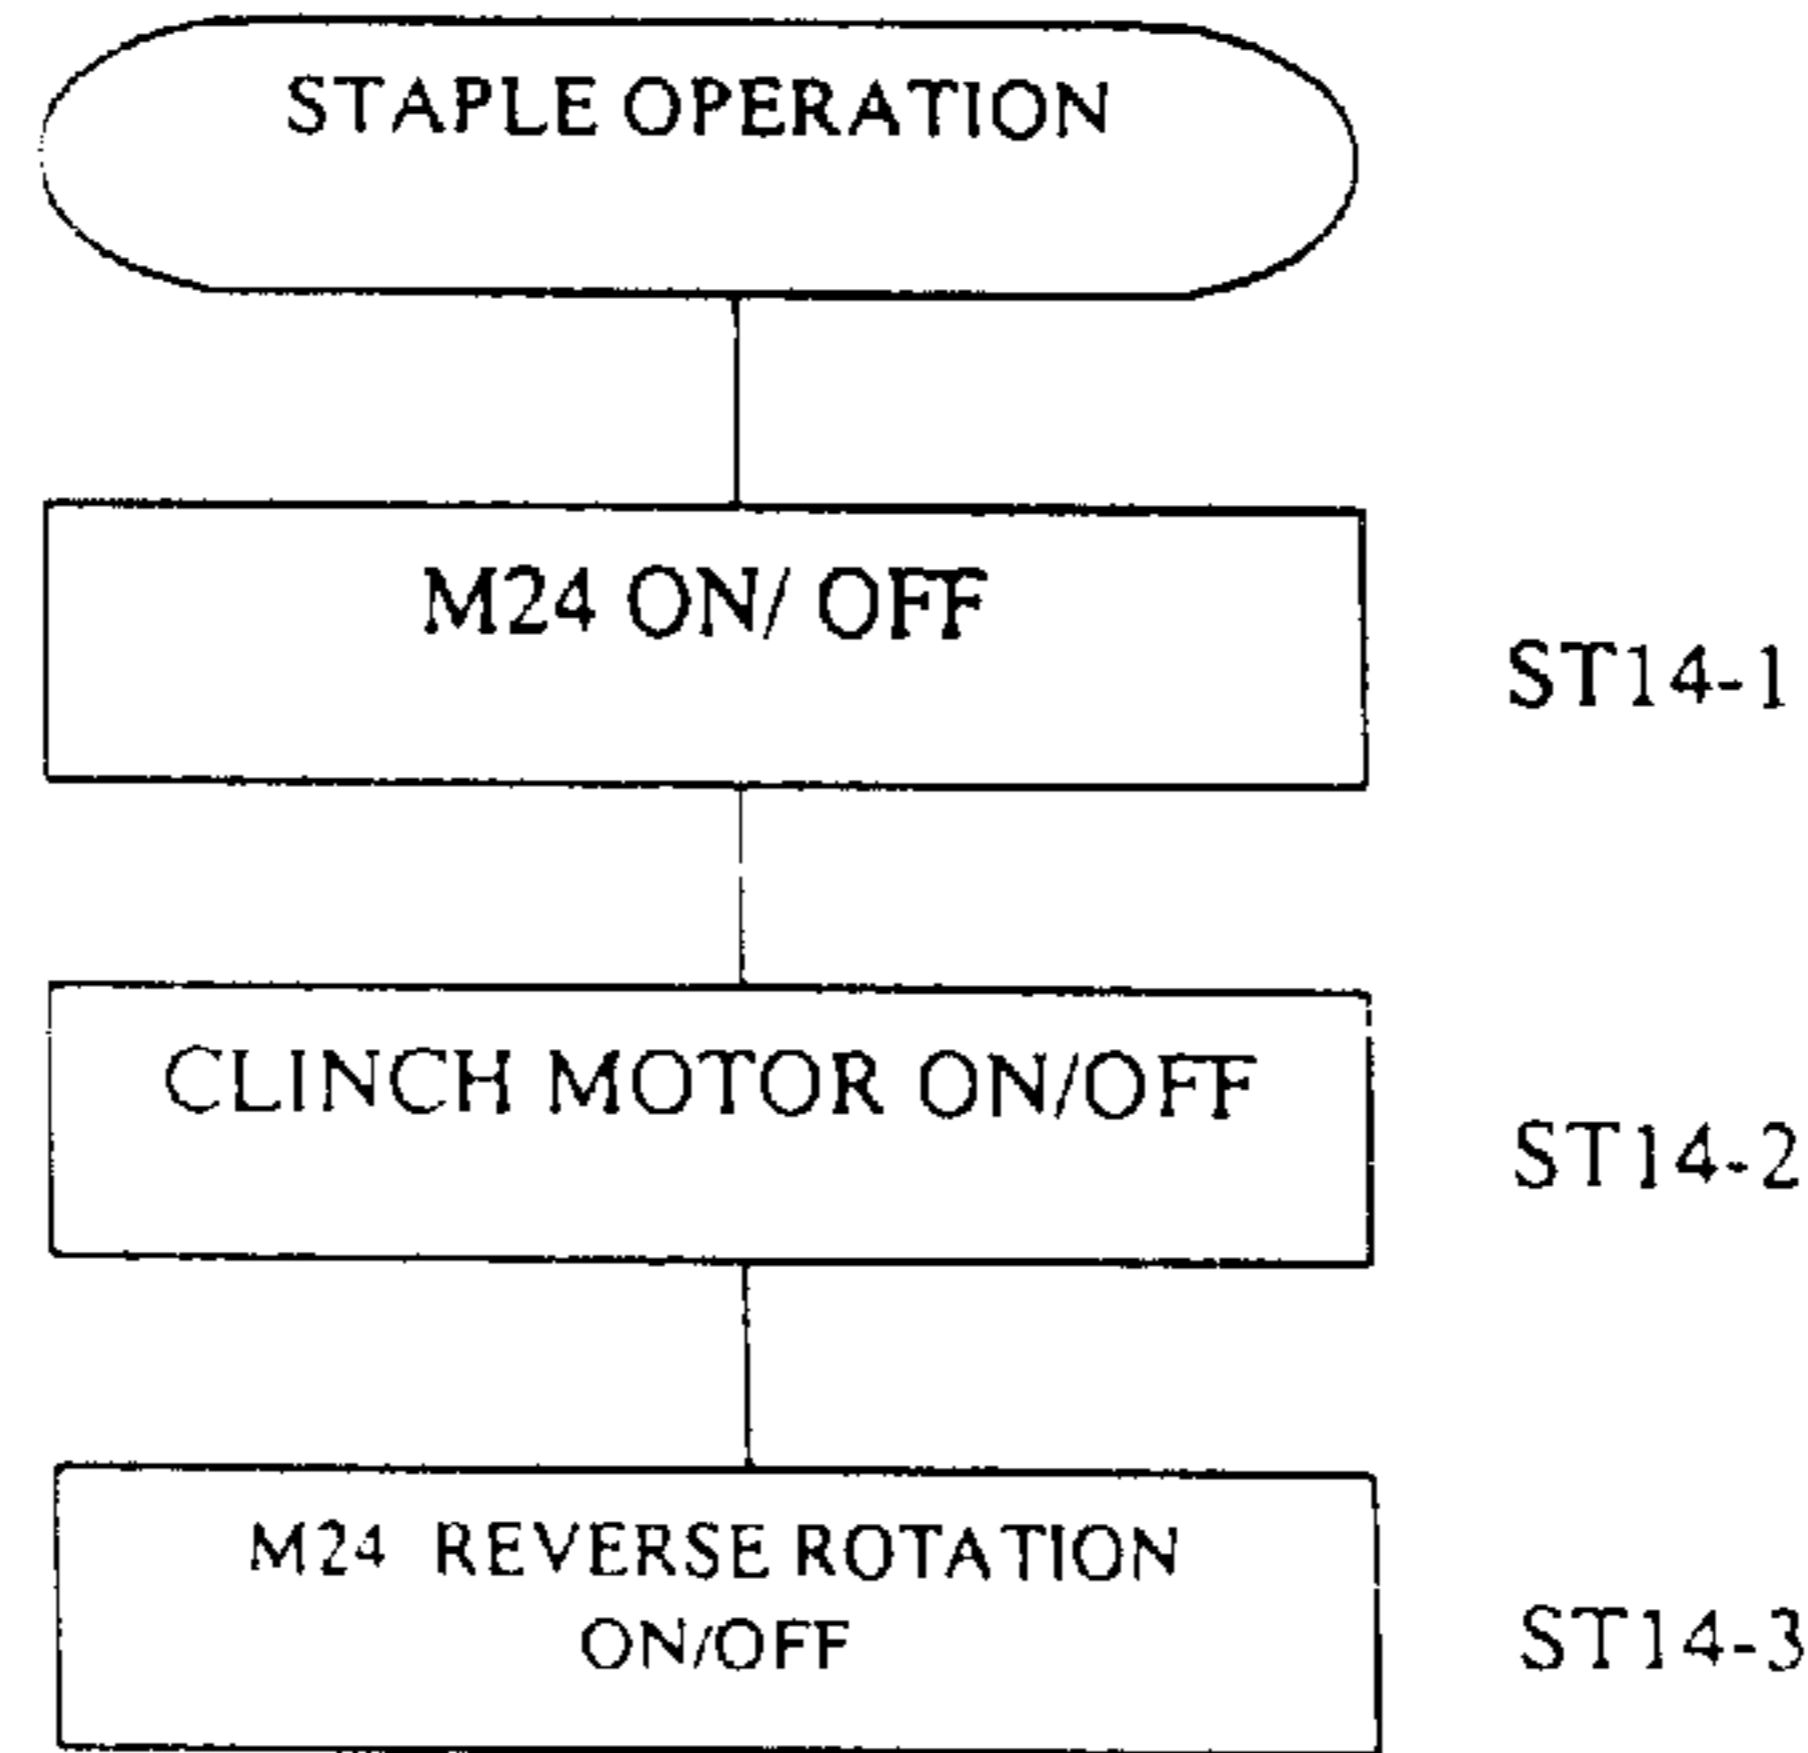 STAPLE OPERATION
M24 ON/ OFF
ST14-1
CLINCH MOTOR ON/OFF
ST14-2
M24 REVERSE ROTATION
ON/OFF
ST14-3